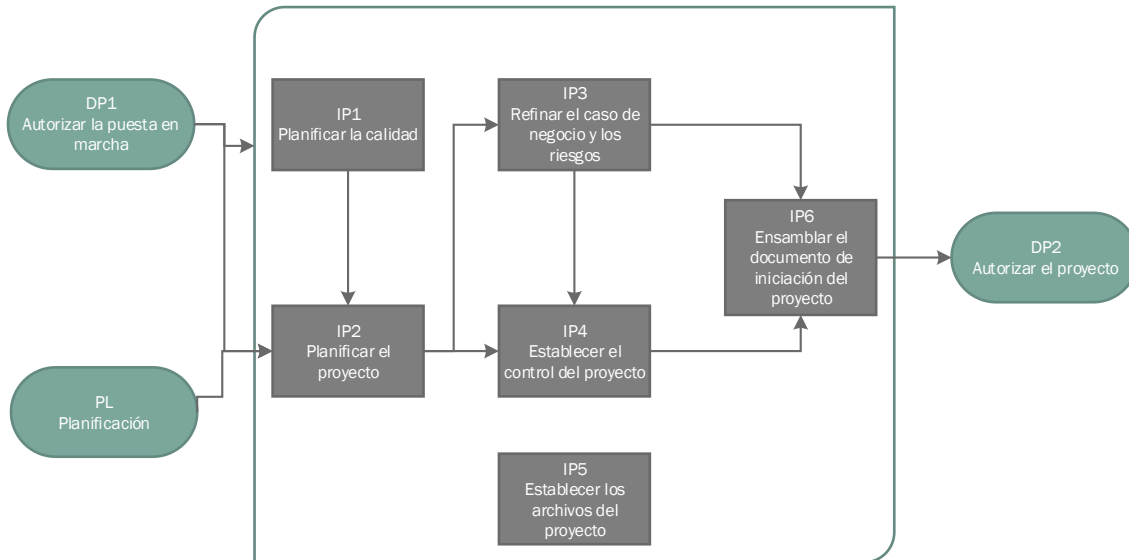 DP1
Autorizar la puesta en
marcha
IP1
Planificar la calidad
IP3
Refinar el caso de
negocio y los
riesgos
IP6
Ensamblar el
documento de
iniciación del
proyecto
DP2
Autorizar el proyecto
IP2
Planificar el
proyecto
IP4
Establecer el
control del proyecto
PL
Planificación
IP5
Establecer los
archivos del
proyecto